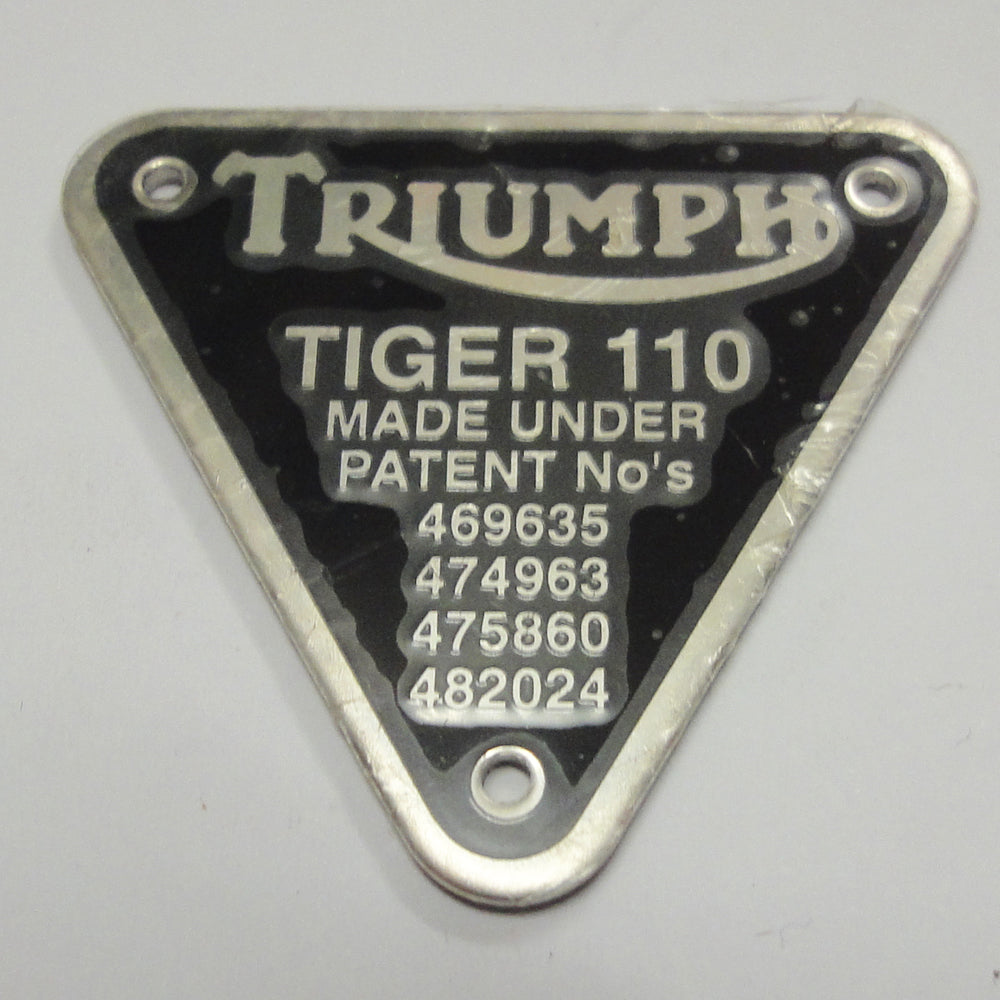 TRIUMPH
TIGER 110
MADE UNDER
PATENT No's
469635
474963
475860
482024